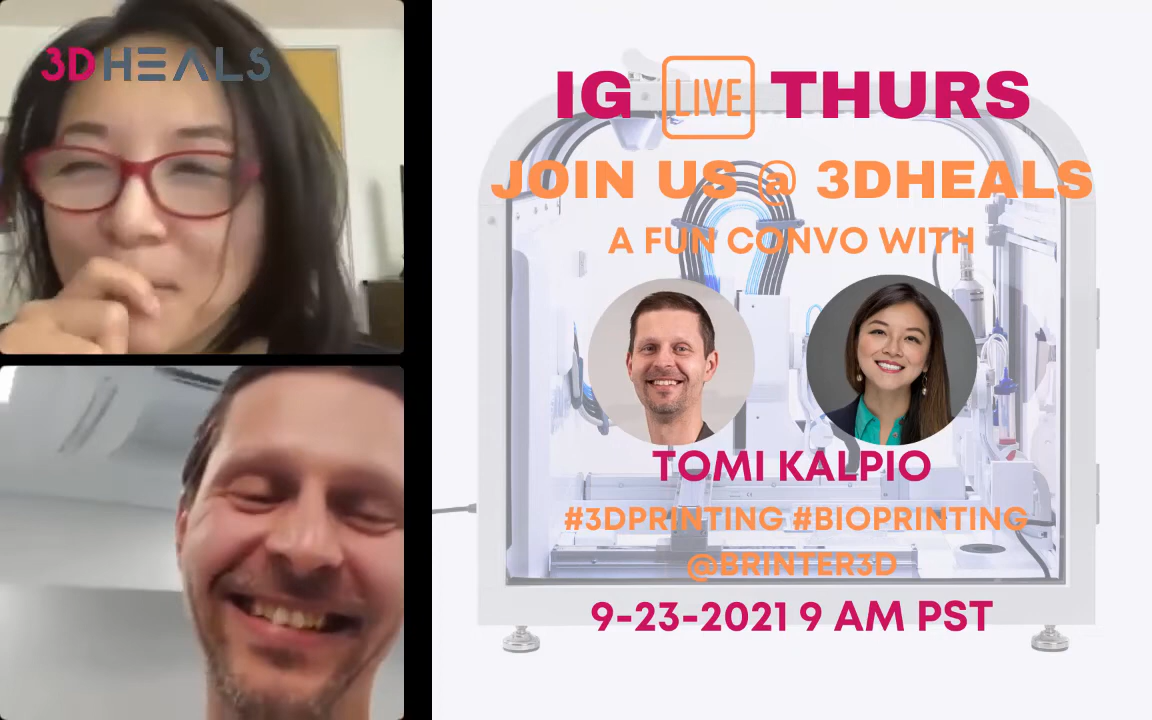 3DHEALS
IG LIVE THURS
JOIN US @ 3DHEALS
A FUN CONVO WITH
TOMI KALPIO
#3DPRINTING #BIOPRINTING
@BRINTER3D
9-23-2021 9 AM PST